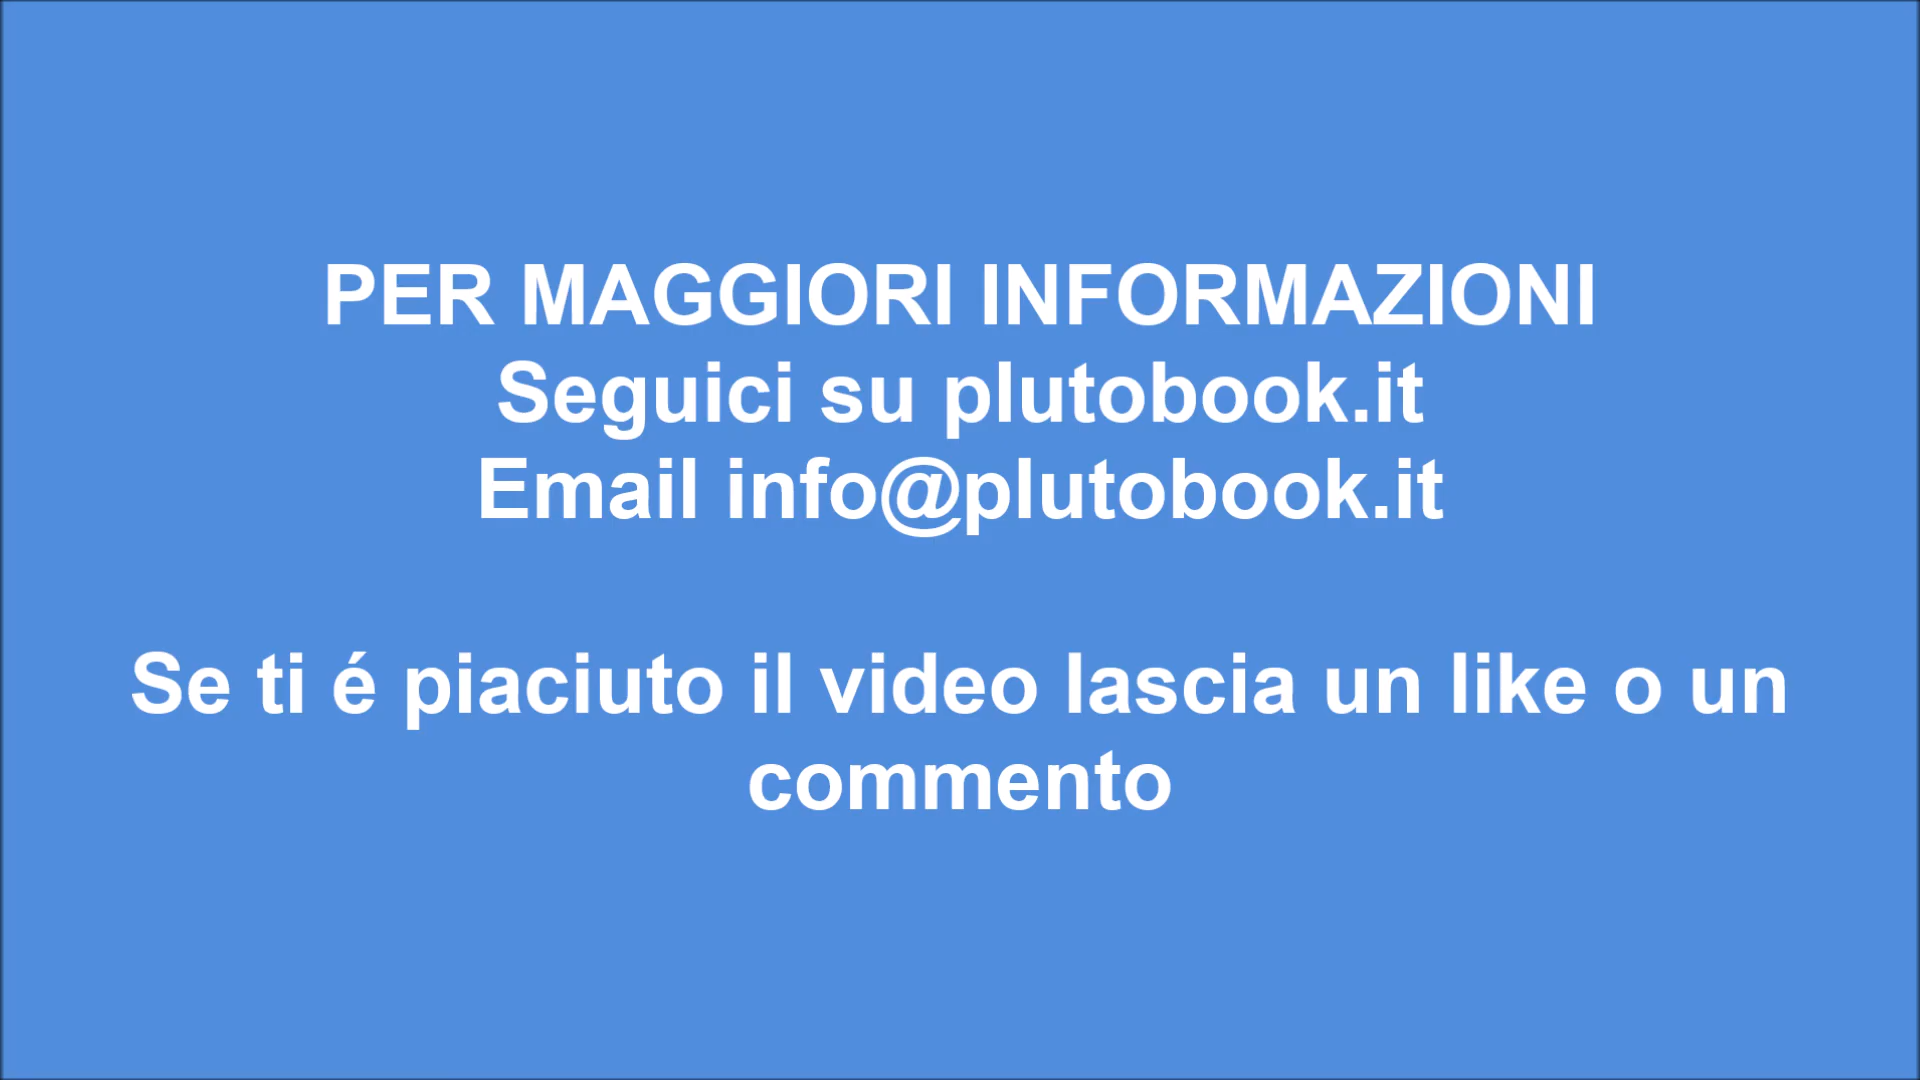 PER MAGGIORI INFORMAZIONI
Seguici su plutobook.it
Email info@plutobook.it
Se ti é piaciuto il video lascia un like o un
commento